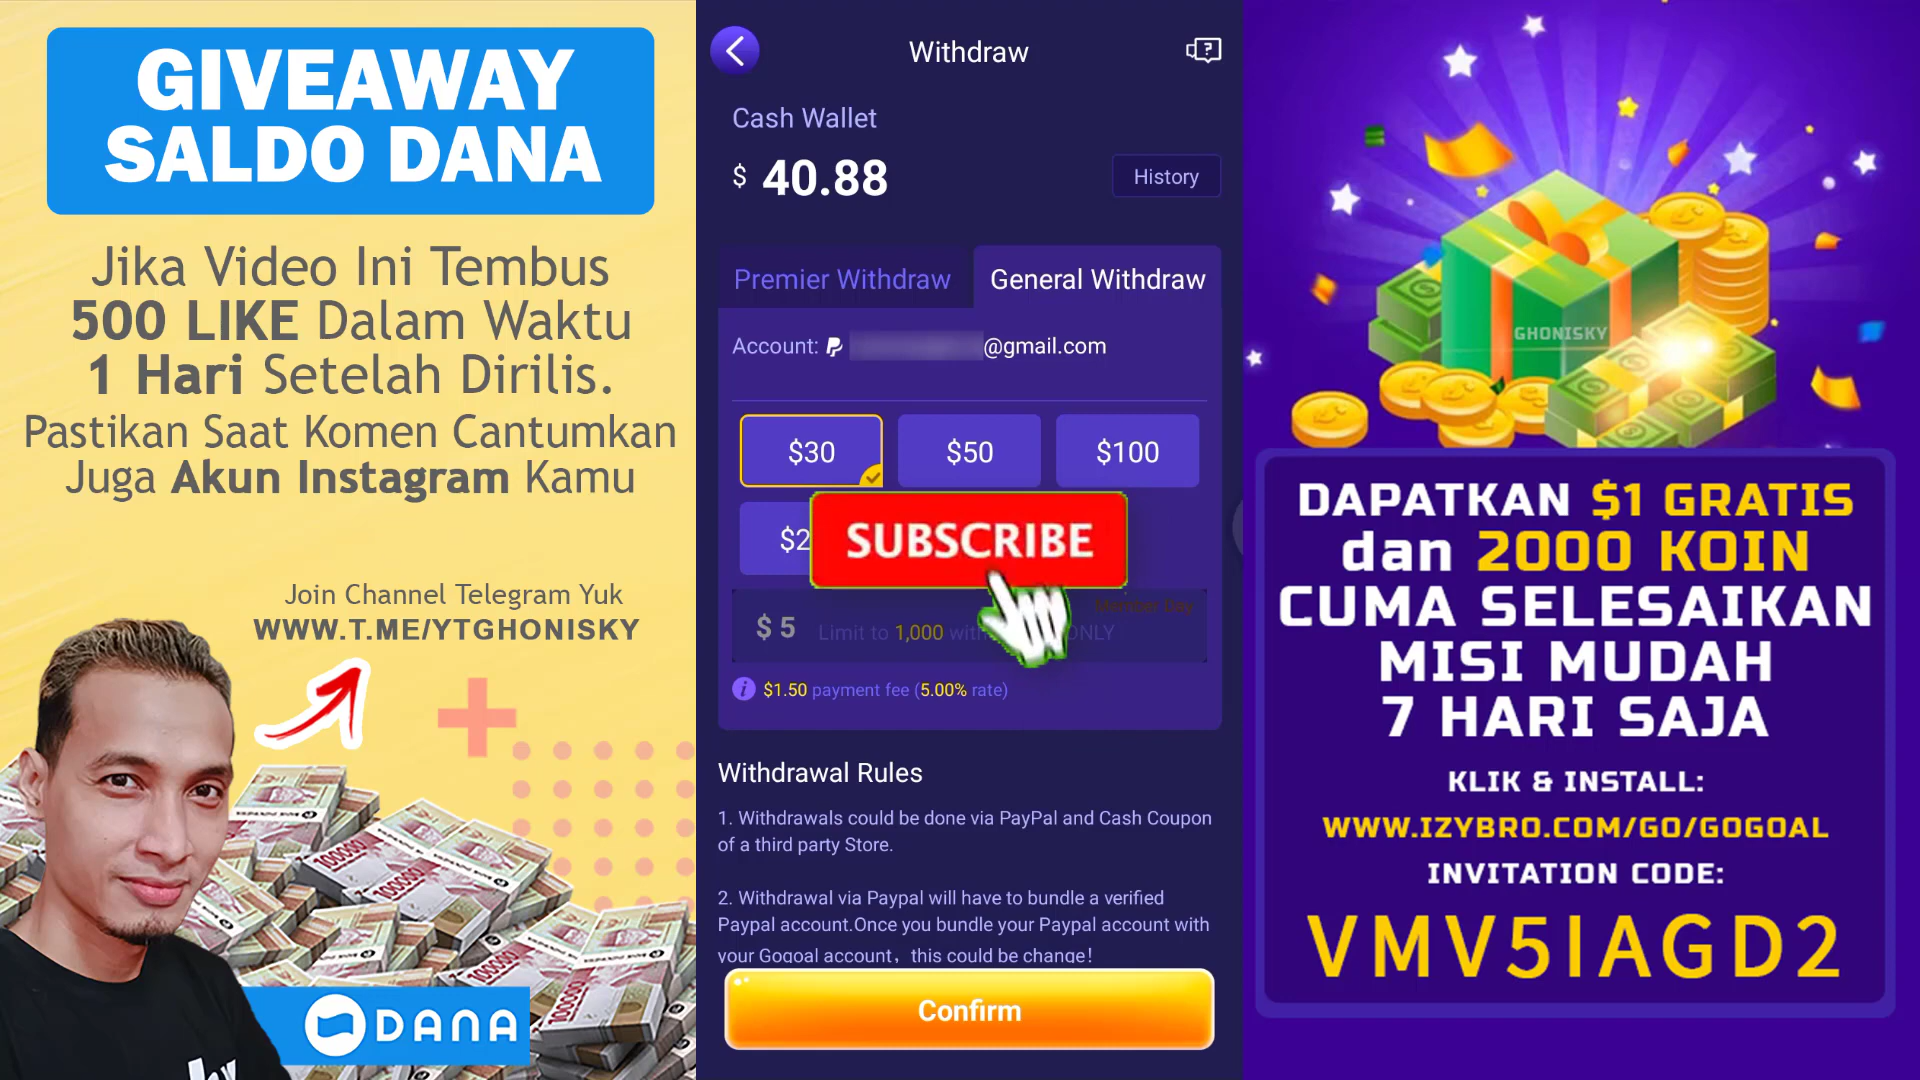 GIVEAWAY
SALDO DANA
Jika Video Ini Tembus
500 LIKE Dalam Waktu
1 Hari Setelah Dirilis.
Pastikan Saat Komen Cantumkan
Juga Akun Instagram Kamu
Join Channel Telegram Yuk
WWW.T.ME/YTGHONISKY
DANA
Withdraw
Cash Wallet
$ 40.88
History
Premier Withdraw
General Withdraw
Account: @gmail.com
$30
$50
$100
SUBSCRIBE
Member Day
$ 5 Limit to 1,000 ONLY
$1.50 payment fee (5.00% rate)
Withdrawal Rules
1. Withdrawals could be done via PayPal and Cash Coupon
of a third party Store.
2. Withdrawal via Paypal will have to bundle a verified
Paypal account.Once you bundle your Paypal account with
your Gogoal account，this could be change!
Confirm
GHONISKY
DAPATKAN $1 GRATIS
dan 2000 KOIN
CUMA SELESAIKAN
MISI MUDAH
7 HARI SAJA
KLIK & INSTALL:
WWW.IZYBRO.COM/GO/GOGOAL
INVITATION CODE:
VMV5IAGD2